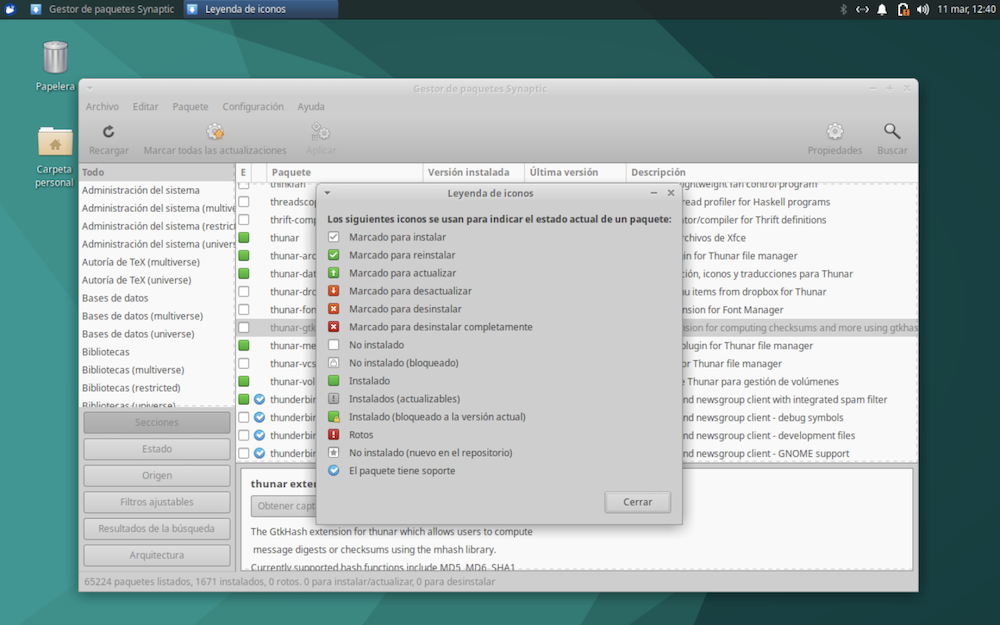 Gestor de paquetes Synaptic
Leyenda de iconos
11 mar, 12:40
Papelera
Carpeta
personal
Gestor de paquetes Synaptic
Archivo Editar Paquete Configuración Ayuda
Recargar Marcar todas las actualizaciones Aplicar Propiedades Buscar
Todo
Administración del sistema
Administración del sistema (multive
Administración del sistema (restric
Administración del sistema (univers
Autoría de TeX (multiverse)
Autoría de TeX (universe)
Bases de datos
Bases de datos (multiverse)
Bases de datos (universe)
Bibliotecas
Bibliotecas (multiverse)
Bibliotecas (restricted)
Bibliotecas (universe)
Secciones
Estado
Origen
Filtros ajustables
Resultados de la búsqueda
Arquitectura
E Paquete Versión instalada Última versión Descripción
thinkfan ightweight fan control program
threadsco read profiler for Haskell programs
thrift-comp ator/compiler for Thrift definitions
thunar rchivos de Xfce
thunar-arc in for Thunar file manager
thunar-dat ción, iconos y traducciones para Thunar
thunar-dro nu items from dropbox for Thunar
thunar-fon nsion for Font Manager
thunar-gtk sion for computing checksums and more using gtkhas
thunar-me plugin for Thunar file manager
thunar-vcs or Thunar file manager
thunar-vol e Thunar para gestión de volúmenes
thunderbir nd newsgroup client with integrated spam filter
thunderbir nd newsgroup client - debug symbols
thunderbir nd newsgroup client - development files
thunderbir nd newsgroup client - GNOME support
Leyenda de iconos
Los siguientes iconos se usan para indicar el estado actual de un paquete:
Marcado para instalar
Marcado para reinstalar
Marcado para actualizar
Marcado para desactualizar
Marcado para desinstalar
Marcado para desinstalar completamente
No instalado
No instalado (bloqueado)
Instalado
Instalados (actualizables)
Instalado (bloqueado a la versión actual)
Rotos
No instalado (nuevo en el repositorio)
El paquete tiene soporte
Cerrar
thunar exter
Obtener capt
The GtkHash extension for thunar which allows users to compute
message digests or checksums using the mhash library.
Currently supported hash functions include MD5, MD6, SHA1
65224 paquetes listados, 1671 instalados, 0 rotos. 0 para instalar/actualizar, 0 para desinstalar